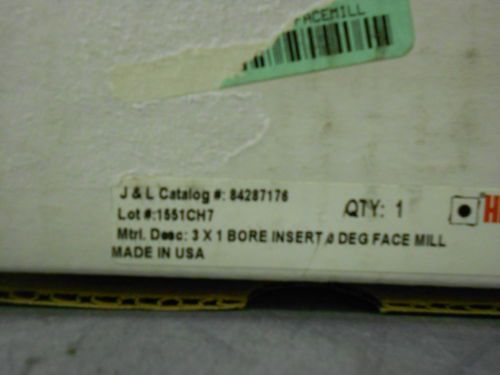 FACEMILL
J & L Catalog #: 84287176
QTY: 1
Lot #:1551CH7
Mtrl. Desc: 3 X 1 BORE INSERT 0 DEG FACE MILL
MADE IN USA